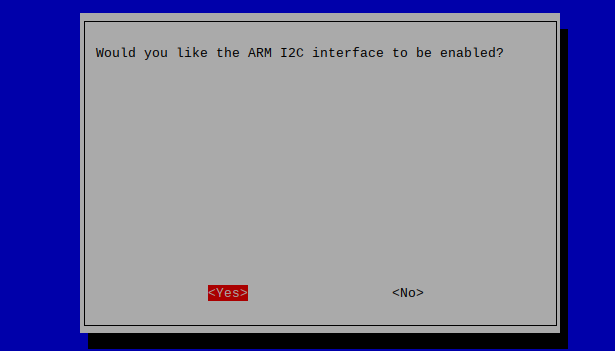 Would you like the ARM I2C interface to be enabled?
<Yes> <No>